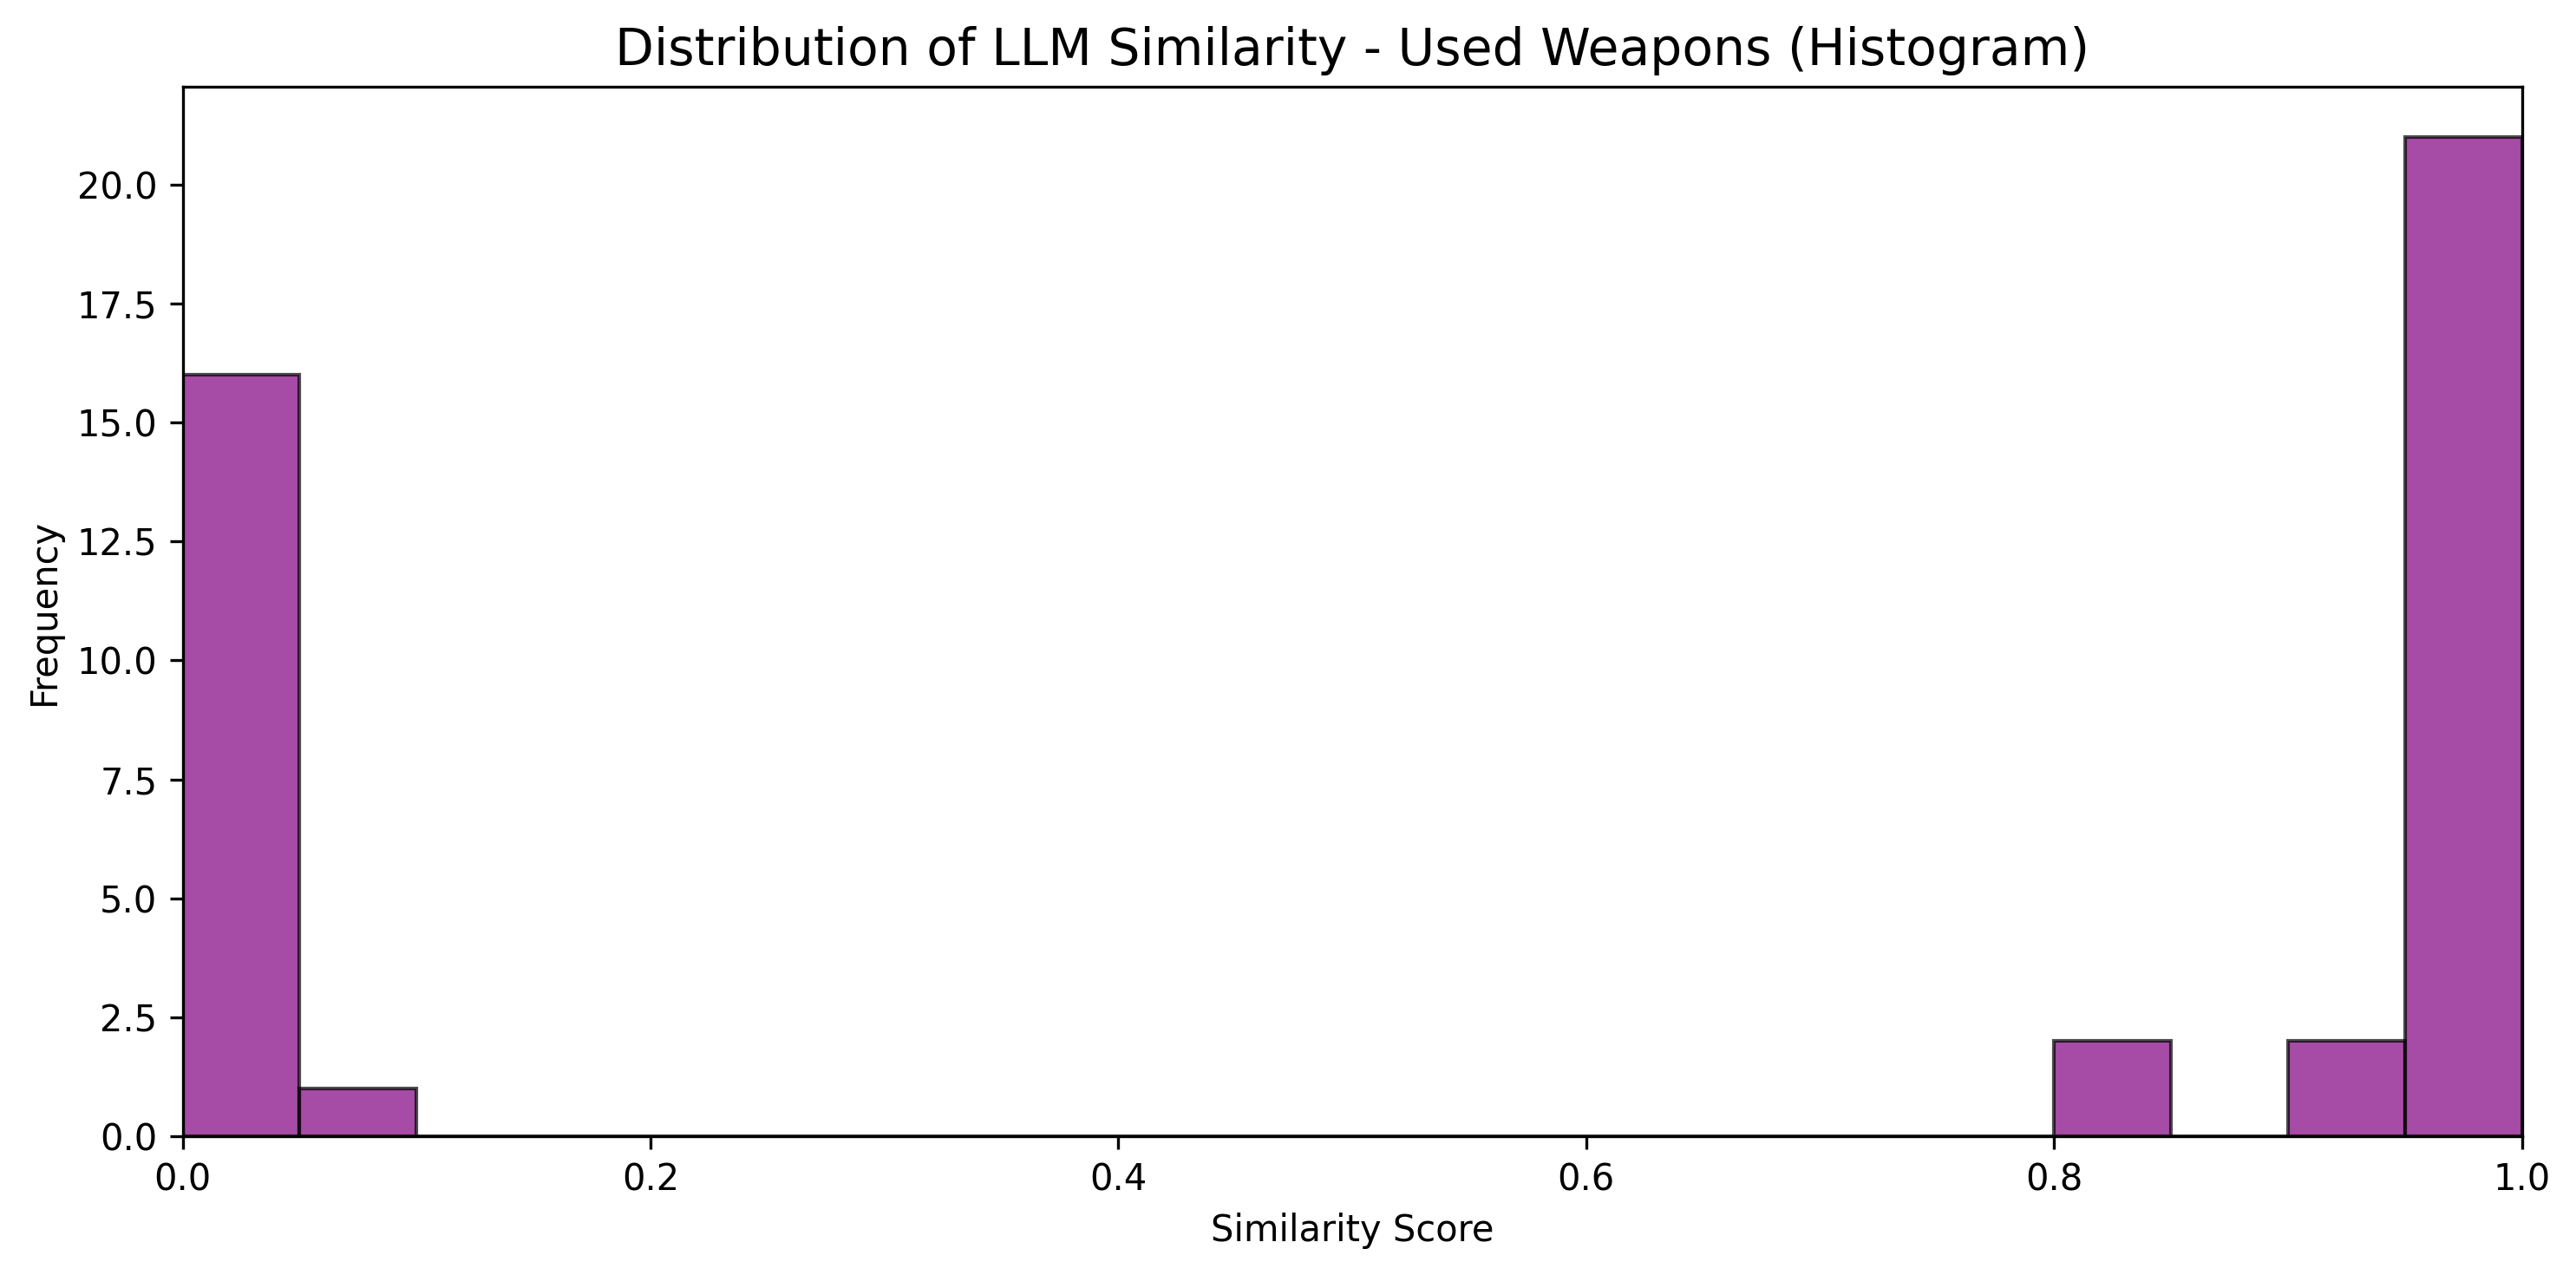 Distribution of LLM Similarity - Used Weapons (Histogram)
Frequency
20.0
17.5
15.0
12.5
10.0
7.5
5.0
2.5
0.0
0.0 0.2 0.4 0.6 0.8 1.0
Similarity Score